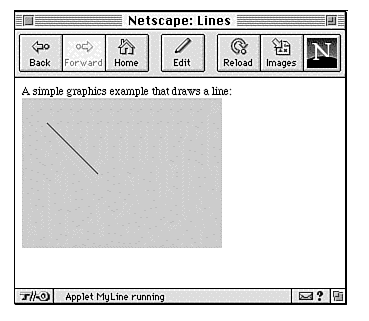 Netscape: Lines
Back Forward Home Edit Reload Images N
A simple graphics example that draws a line:
Applet MyLine running ?